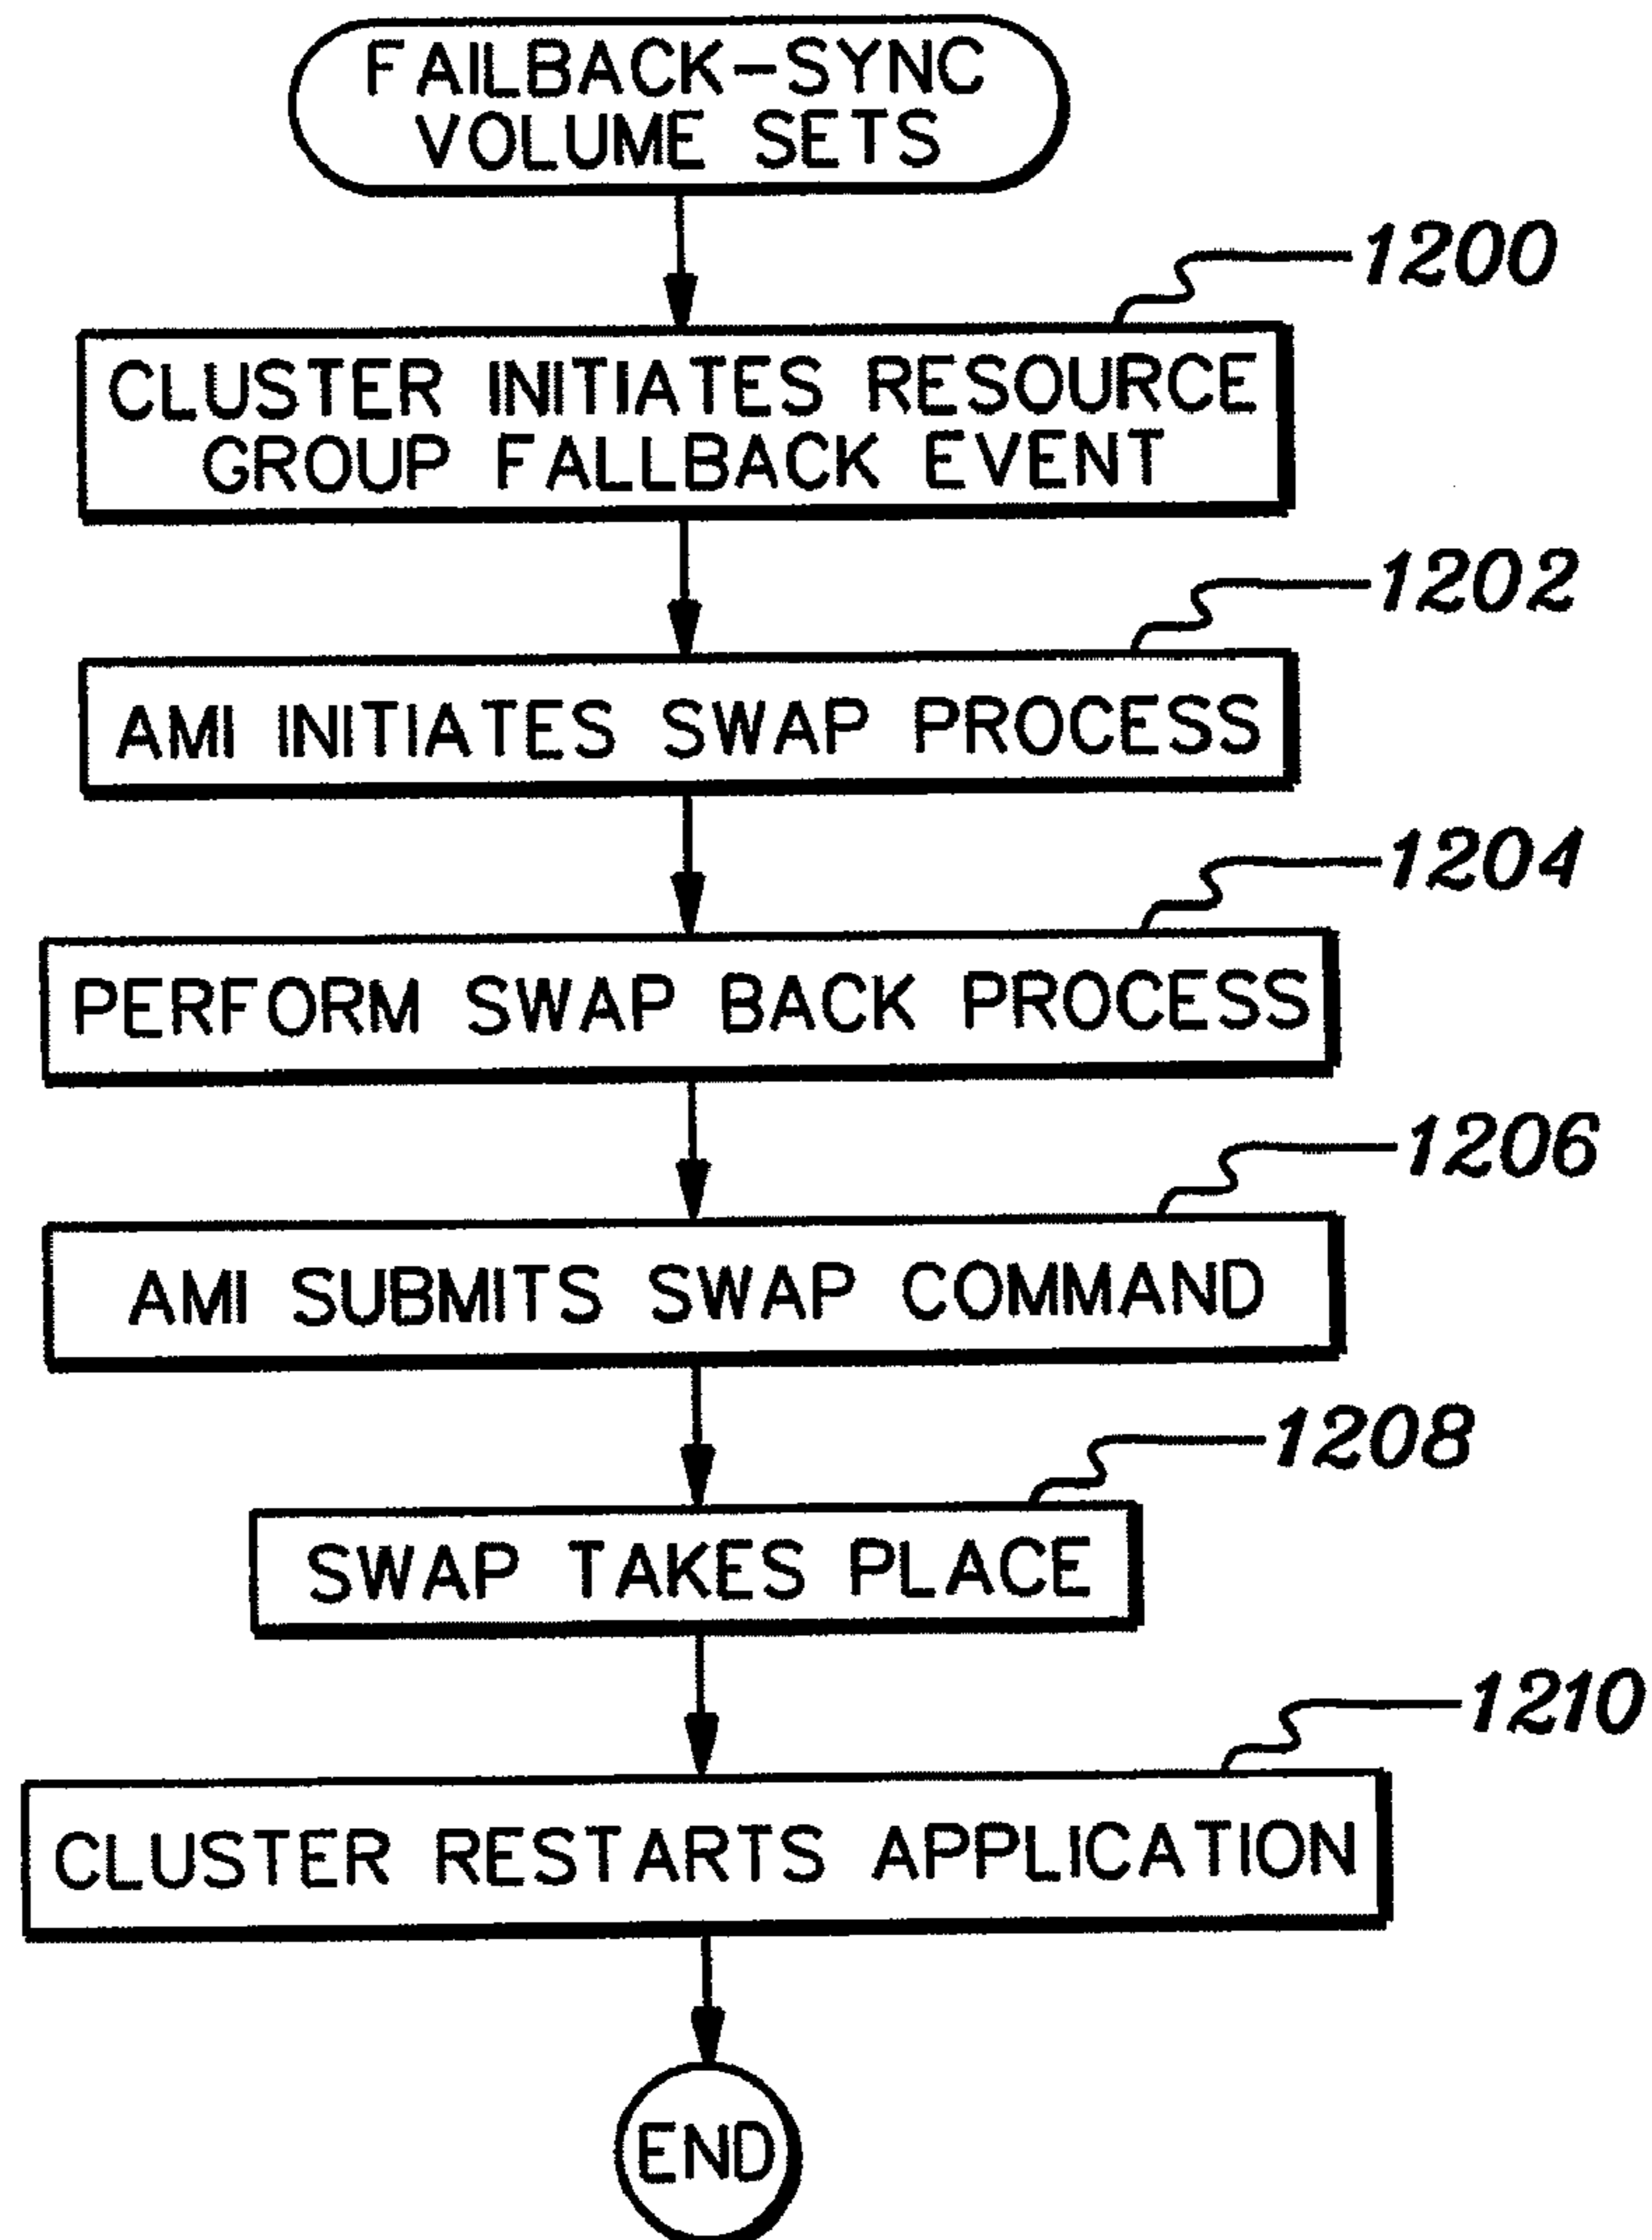 FAILBACK-SYNC
VOLUME SETS
1200
CLUSTER INITIATES RESOURCE
GROUP FALLBACK EVENT
1202
AMI INITIATES SWAP PROCESS
1204
PERFORM SWAP BACK PROCESS
1206
AMI SUBMITS SWAP COMMAND
1208
SWAP TAKES PLACE
1210
CLUSTER RESTARTS APPLICATION
END